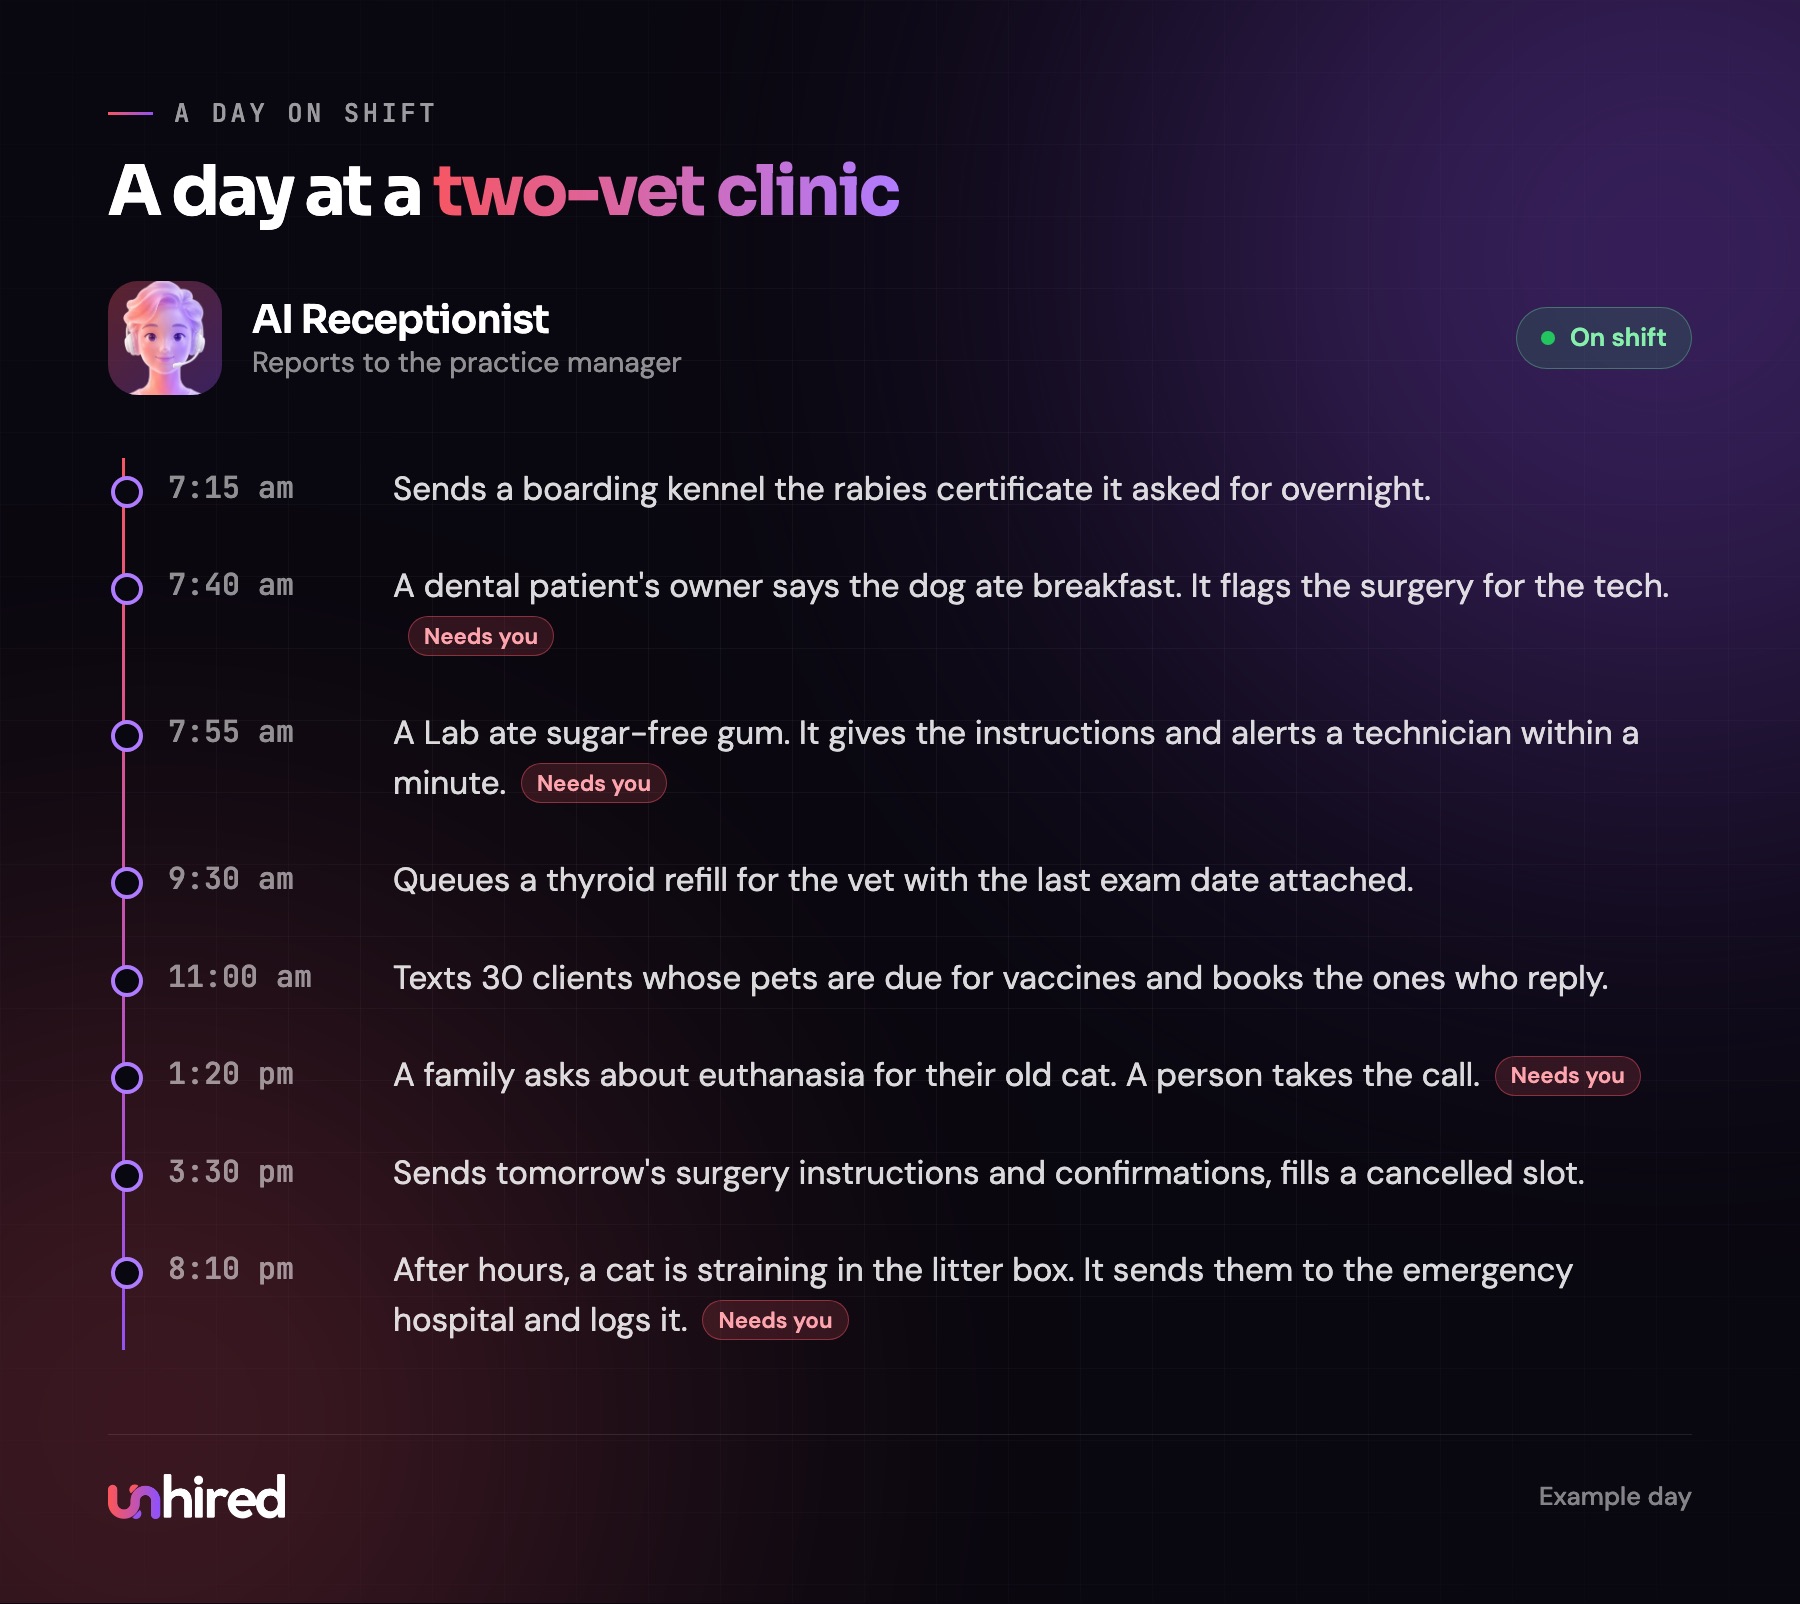 A DAY ON SHIFT
A day at a two-vet clinic
AI Receptionist
Reports to the practice manager
On shift
7:15 am Sends a boarding kennel the rabies certificate it asked for overnight.
7:40 am A dental patient's owner says the dog ate breakfast. It flags the surgery for the tech.
Needs you
7:55 am A Lab ate sugar-free gum. It gives the instructions and alerts a technician within a
minute. Needs you
9:30 am Queues a thyroid refill for the vet with the last exam date attached.
11:00 am Texts 30 clients whose pets are due for vaccines and books the ones who reply.
1:20 pm A family asks about euthanasia for their old cat. A person takes the call. Needs you
3:30 pm Sends tomorrow's surgery instructions and confirmations, fills a cancelled slot.
8:10 pm After hours, a cat is straining in the litter box. It sends them to the emergency
hospital and logs it. Needs you
unhired
Example day